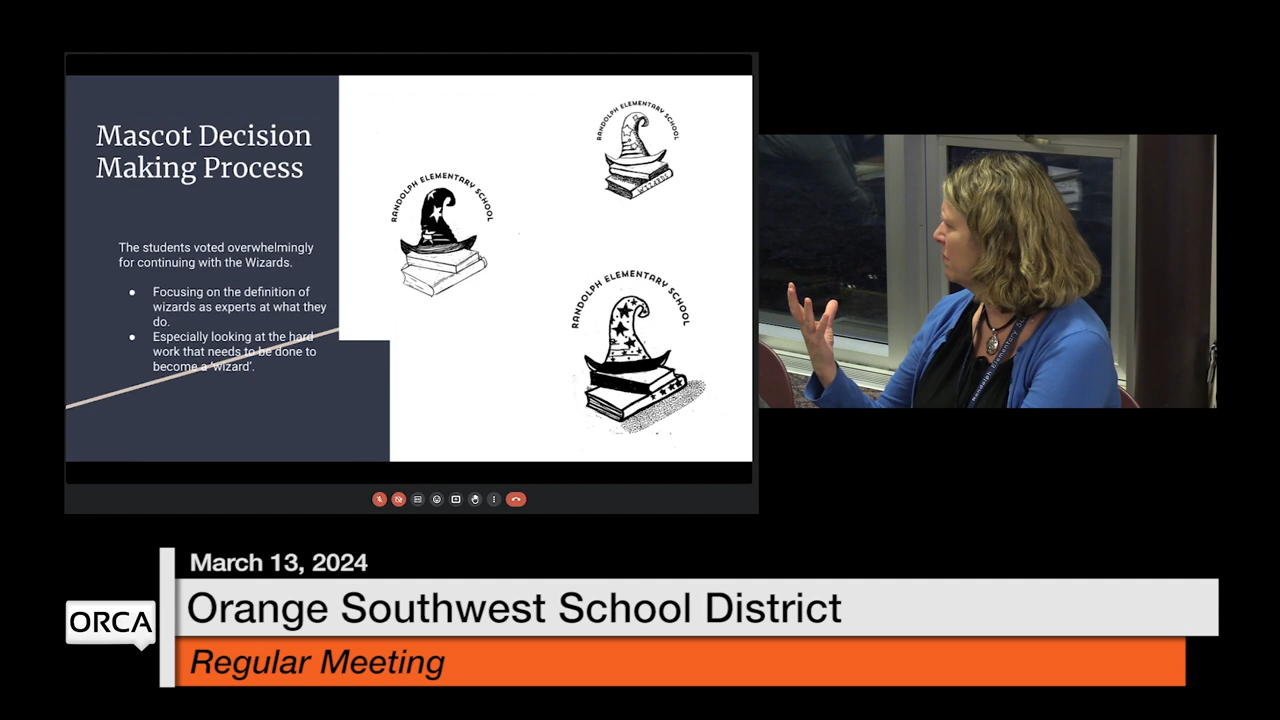 Mascot Decision
Making Process
The students voted overwhelmingly
for continuing with the Wizards.
● Focusing on the definition of
wizards as experts at what they
do.
● Especially looking at the hard
work that needs to be done to
become a 'wizard'.
RANDOLPH ELEMENTARY SCHOOL
RANDOLPH ELEMENTARY SCHOOL
WIZARDS
RANDOLPH ELEMENTARY SCHOOL
Randolph Elementary
March 13, 2024
ORCA
Orange Southwest School District
Regular Meeting